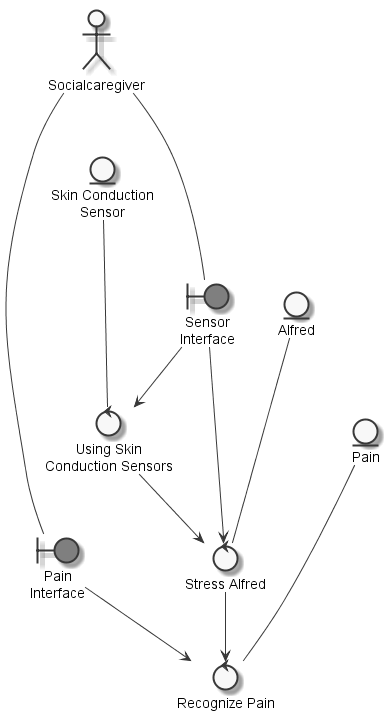 Socialcaregiver
Skin Conduction
Sensor
Sensor
Interface
Alfred
Using Skin
Conduction Sensors
Pain
Pain
Interface
Stress Alfred
Recognize Pain